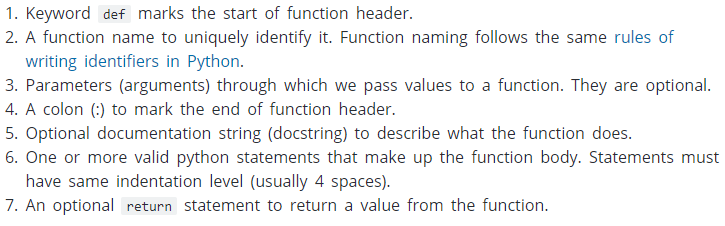 1. Keyword def marks the start of function header.
2. A function name to uniquely identify it. Function naming follows the same rules of
writing identifiers in Python.
3. Parameters (arguments) through which we pass values to a function. They are optional.
4. A colon (:) to mark the end of function header.
5. Optional documentation string (docstring) to describe what the function does.
6. One or more valid python statements that make up the function body. Statements must
have same indentation level (usually 4 spaces).
7. An optional return statement to return a value from the function.